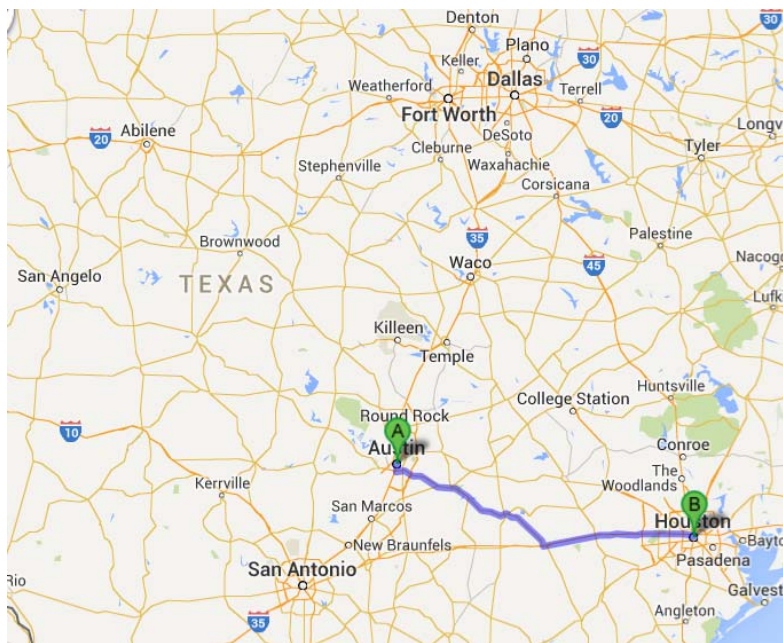 Denton
30
Plano
Keller
30
Weatherford
Dallas
Terrell
Fort Worth
20
Abilene
20
DeSoto
Longv
Cleburne
Waxahachie
Tyler
Stephenville
Corsicana
35
Palestine
Brownwood
45
Nacog
Waco
San Angelo
TEXAS
Lufk
Killeen
Temple
Huntsville
College Station
Round Rock
10
A
Austin
Conroe
The
Woodlands
Kerrville
B
San Marcos
Houston
New Braunfels
Bayto
Pasadena
San Antonio
Rio
Galvest
Angleton
35